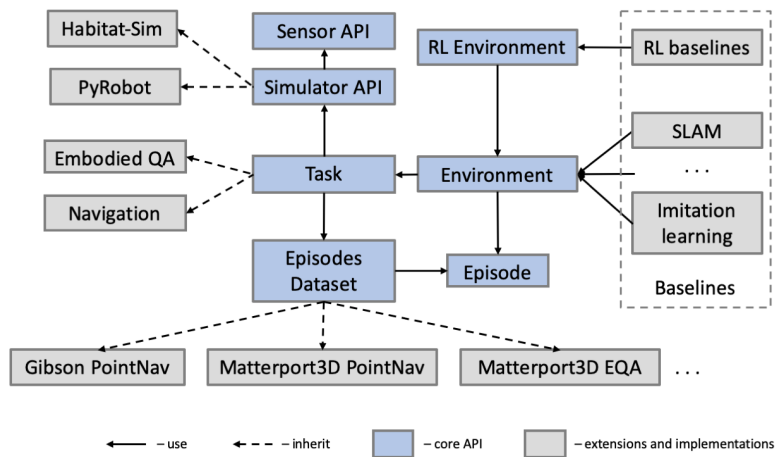 Habitat-Sim
Sensor API
RL Environment
RL baselines
PyRobot
Simulator API
SLAM
Embodied QA
Task
Environment
. . .
Navigation
Imitation
learning
Episodes
Dataset
Episode
Baselines
Gibson PointNav
Matterport3D PointNav
Matterport3D EQA
. . .
– use
– inherit
– core API
– extensions and implementations